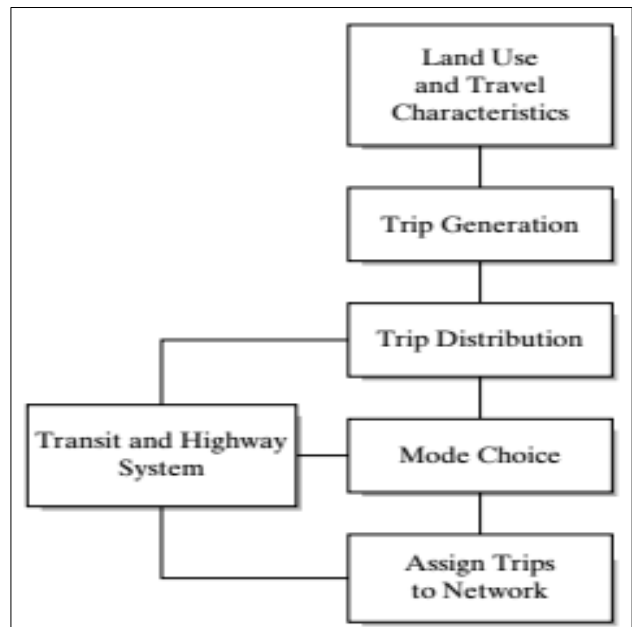 Land Use
and Travel
Characteristics
Trip Generation
Trip Distribution
Transit and Highway
System
Mode Choice
Assign Trips
to Network